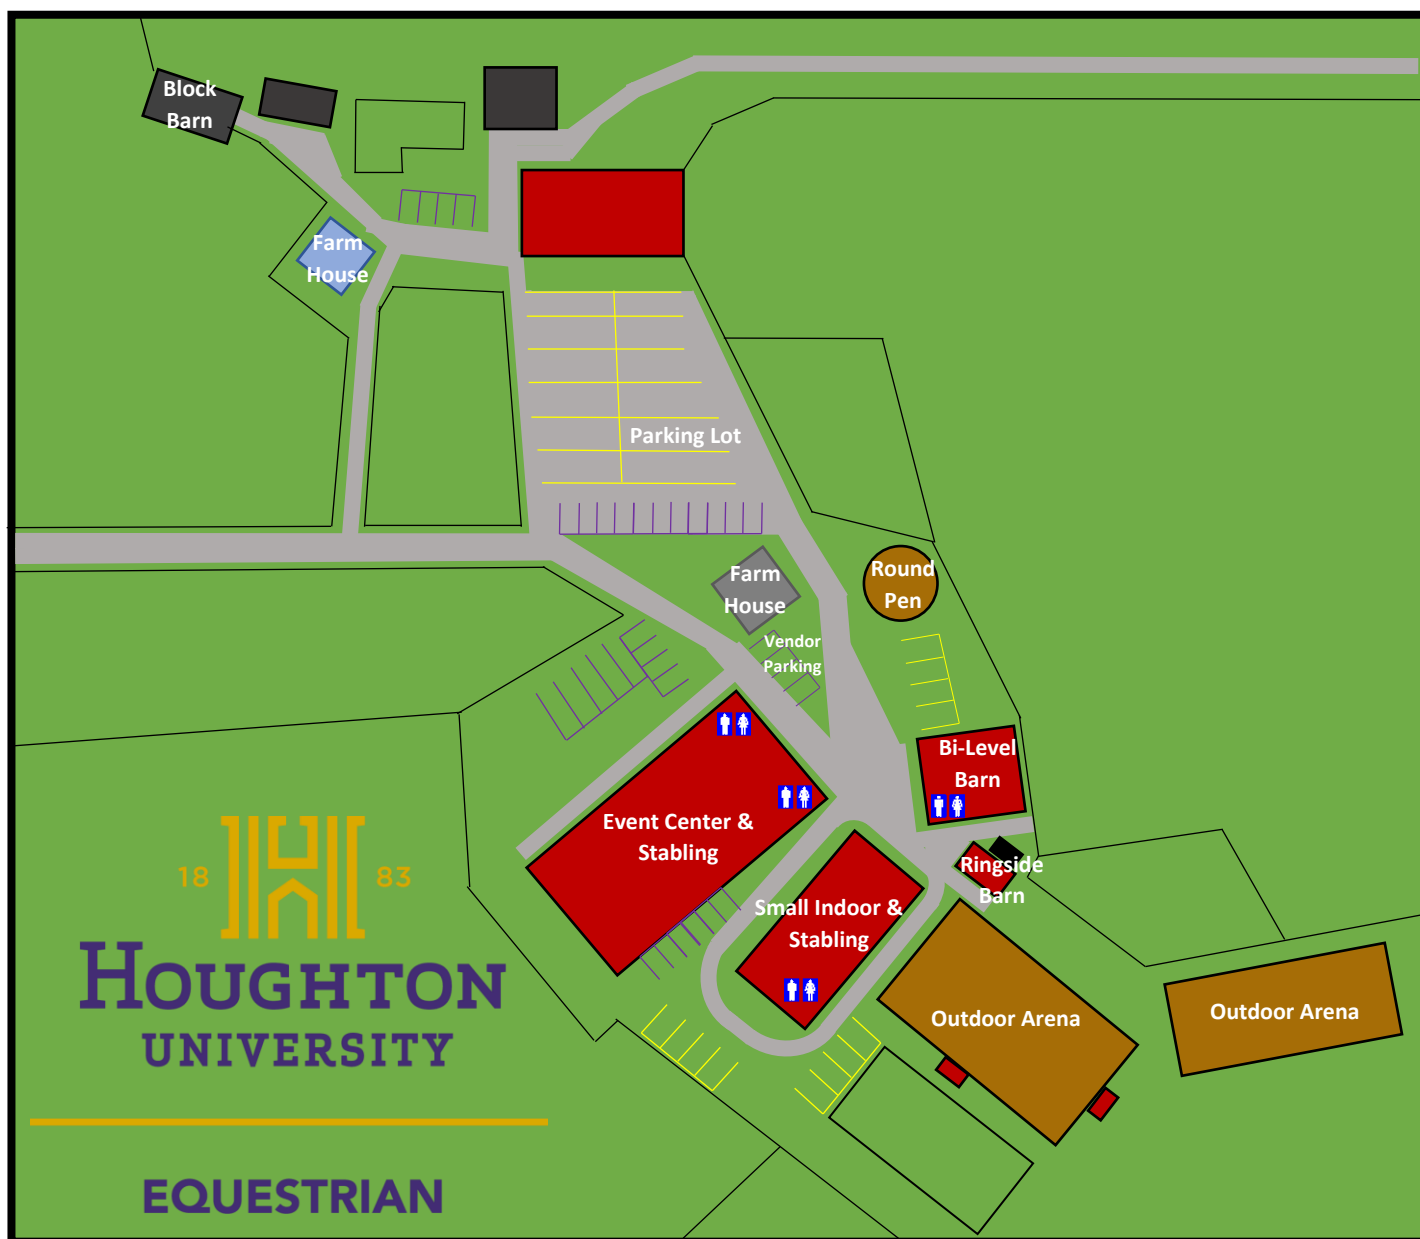 Block
Barn
Farm
House
Parking Lot
Farm
House
Round
Pen
Vendor
Parking
Bi-Level
Barn
Event Center &
Stabling
Ringside
Barn
Small Indoor &
Stabling
Outdoor Arena
Outdoor Arena
18 83
HOUGHTON
UNIVERSITY
EQUESTRIAN